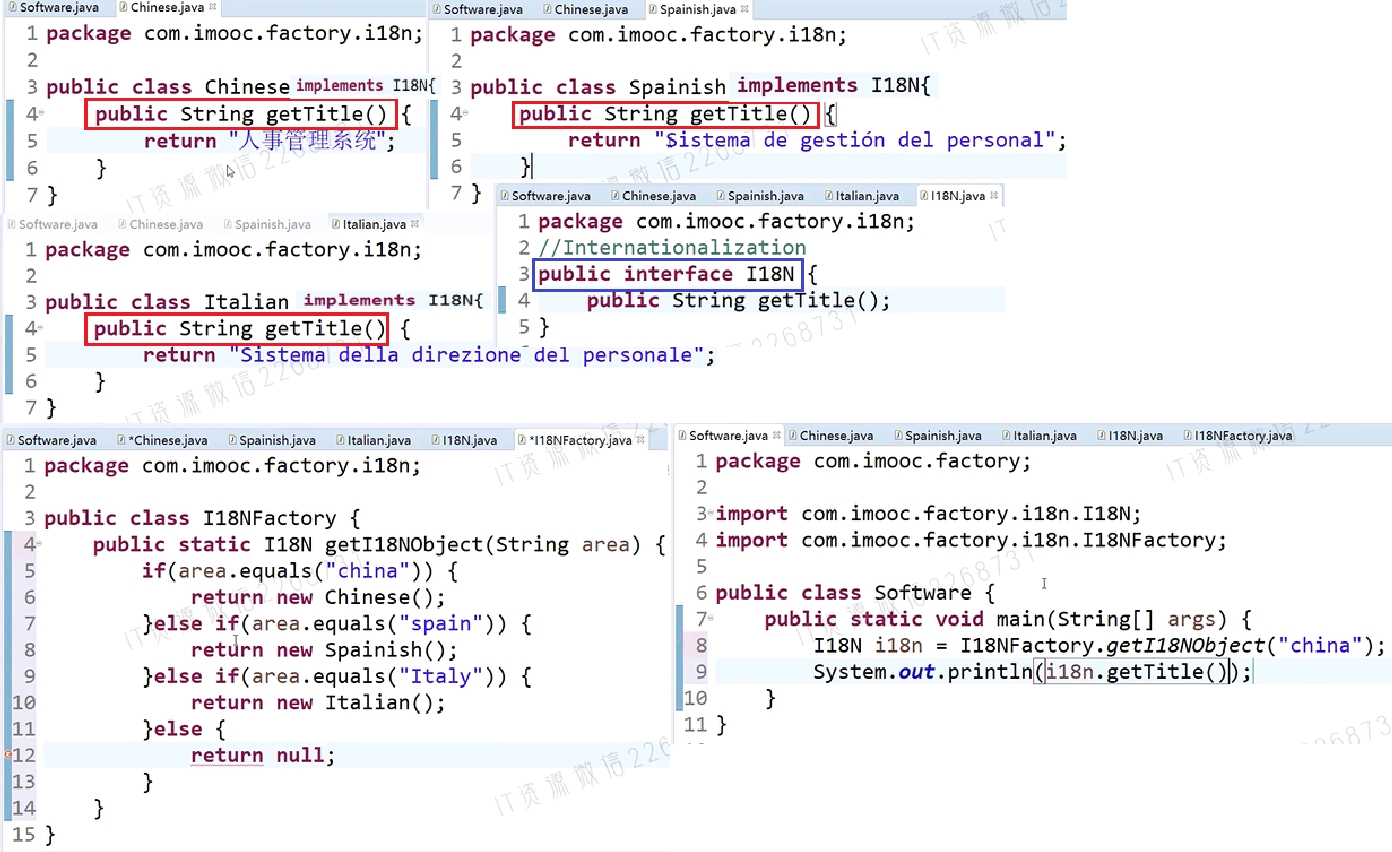 Software.java Chinese.java
1 package com.imooc.factory.i18n;
2
3 public class Chinese implements I18N{
4 public String getTitle() {
5 return "人事管理系统";
6 }
7 }
Software.java Chinese.java Spainish.java
1 package com.imooc.factory.i18n;
2
3 public class Spainish implements I18N{
4 public String getTitle() {
5 return "Sistema de gestión del personal";
6 }
7 }
Software.java Chinese.java Spainish.java Italian.java
1 package com.imooc.factory.i18n;
2
3 public class Italian implements I18N{
4 public String getTitle() {
5 return "Sistema della direzione del personale";
6 }
7 }
Software.java Chinese.java Spainish.java Italian.java I18N.java
1 package com.imooc.factory.i18n;
2 //Internationalization
3 public interface I18N {
4 public String getTitle();
5 }
Software.java *Chinese.java Spainish.java Italian.java I18N.java *I18NFactory.java
1 package com.imooc.factory.i18n;
2
3 public class I18NFactory {
4 public static I18N getI18NObject(String area) {
5 if(area.equals("china")) {
6 return new Chinese();
7 }else if(area.equals("spain")) {
8 return new Spainish();
9 }else if(area.equals("Italy")) {
10 return new Italian();
11 }else {
12 return null;
13 }
14 }
15 }
Software.java Chinese.java Spainish.java Italian.java I18N.java I18NFactory.java
1 package com.imooc.factory;
2
3 import com.imooc.factory.i18n.I18N;
4 import com.imooc.factory.i18n.I18NFactory;
5
6 public class Software {
7 public static void main(String[] args) {
8 I18N i18n = I18NFactory.getI18NObject("china");
9 System.out.println(i18n.getTitle());
10 }
11 }
IT资源微信2268731